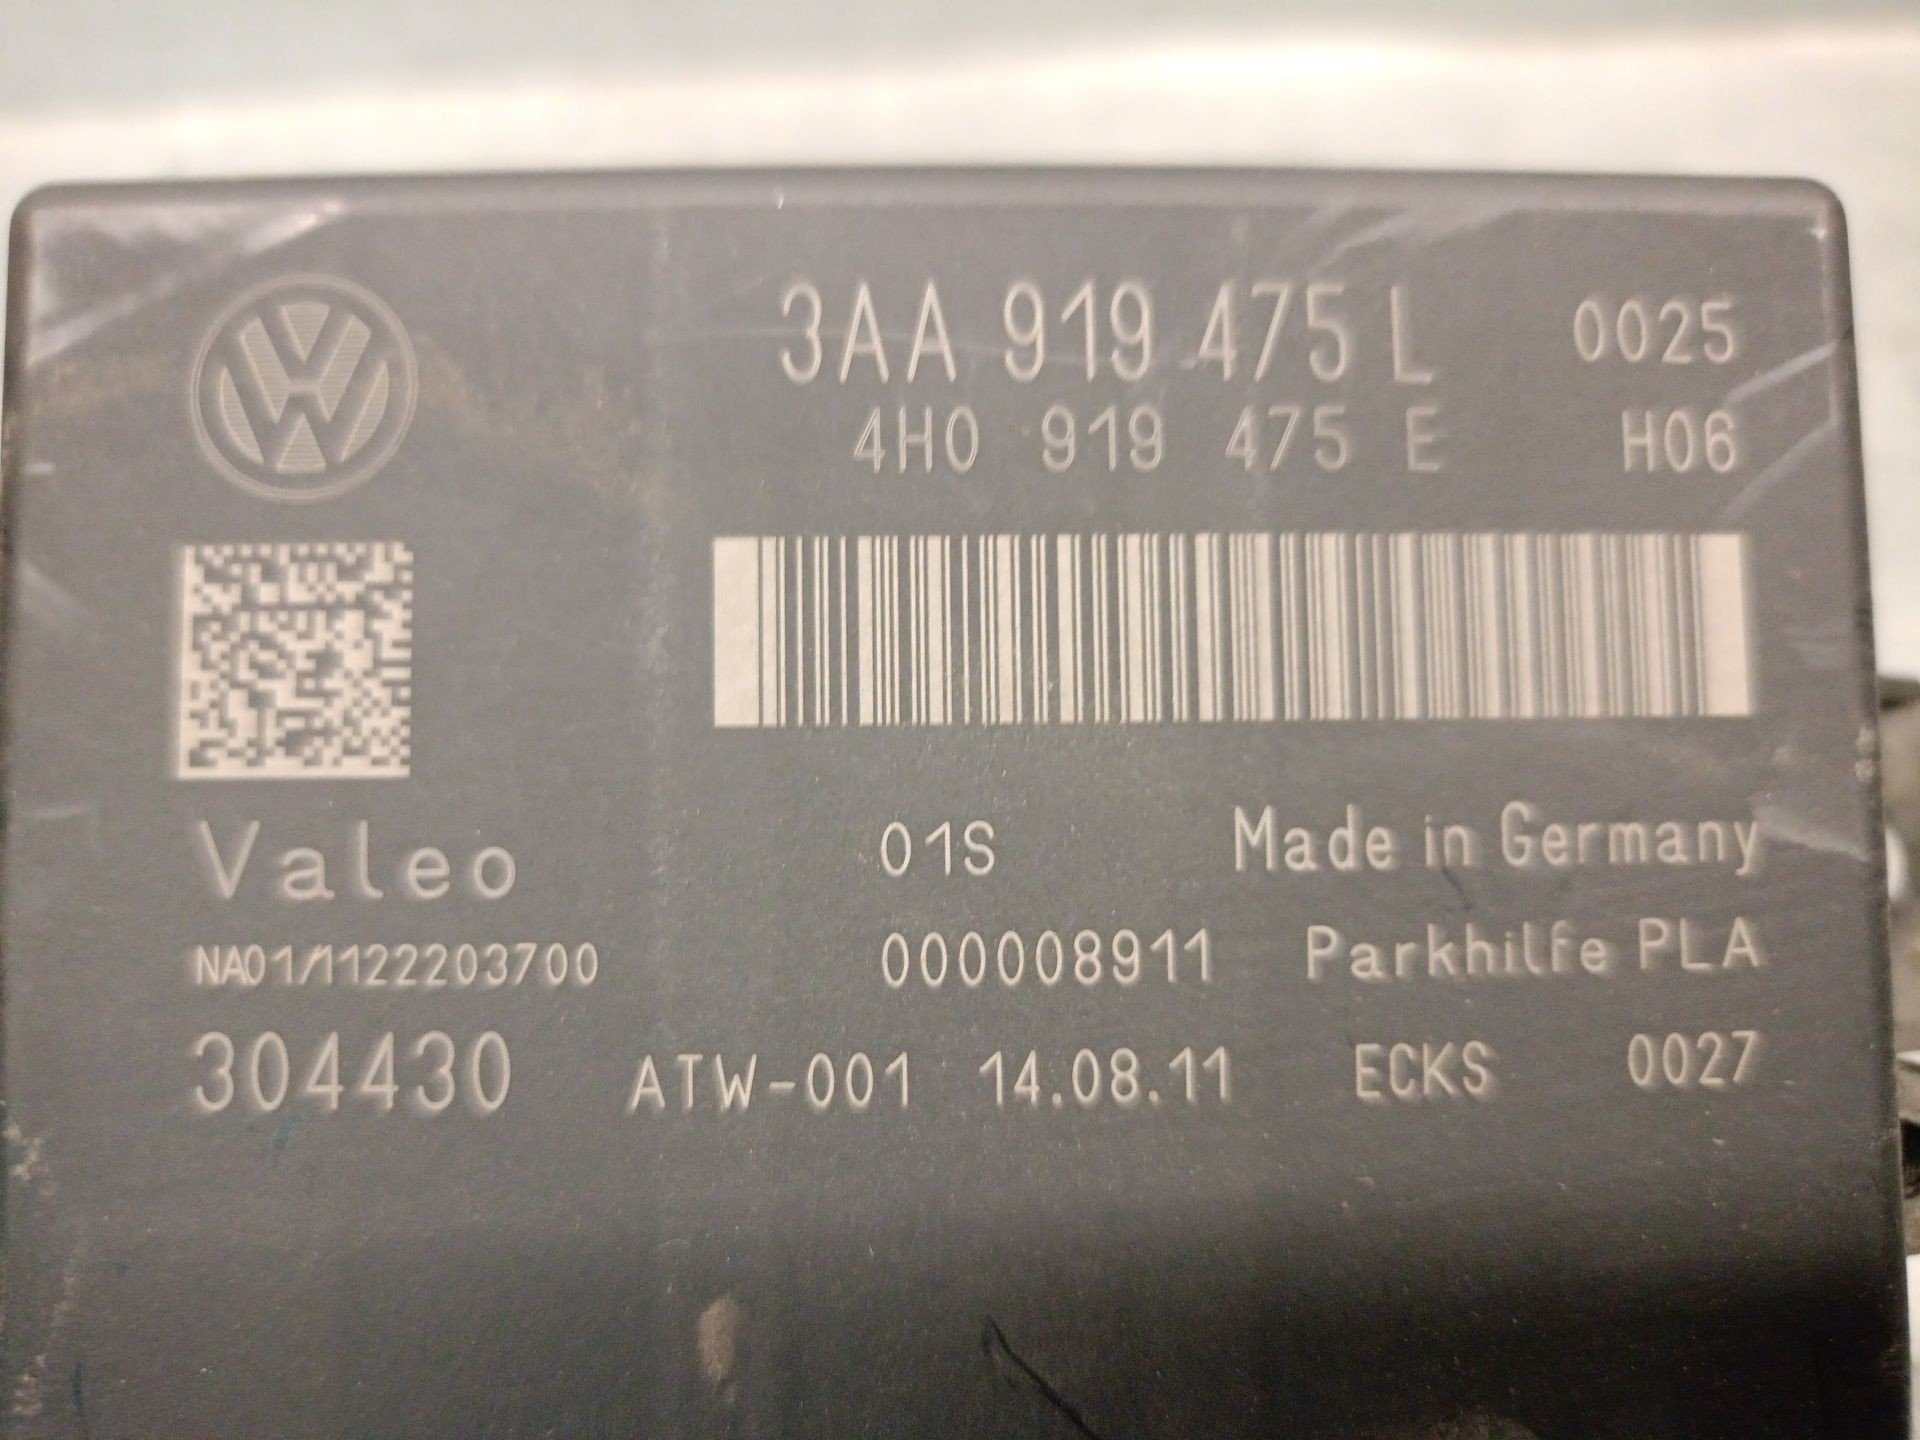 3AA 919 475 L 0025
4H0 919 475 E H06
Valeo 01S Made in Germany
NA01/1122203700 000008911 Parkhilfe PLA
304430 ATW-001 14.08.11 ECKS 0027